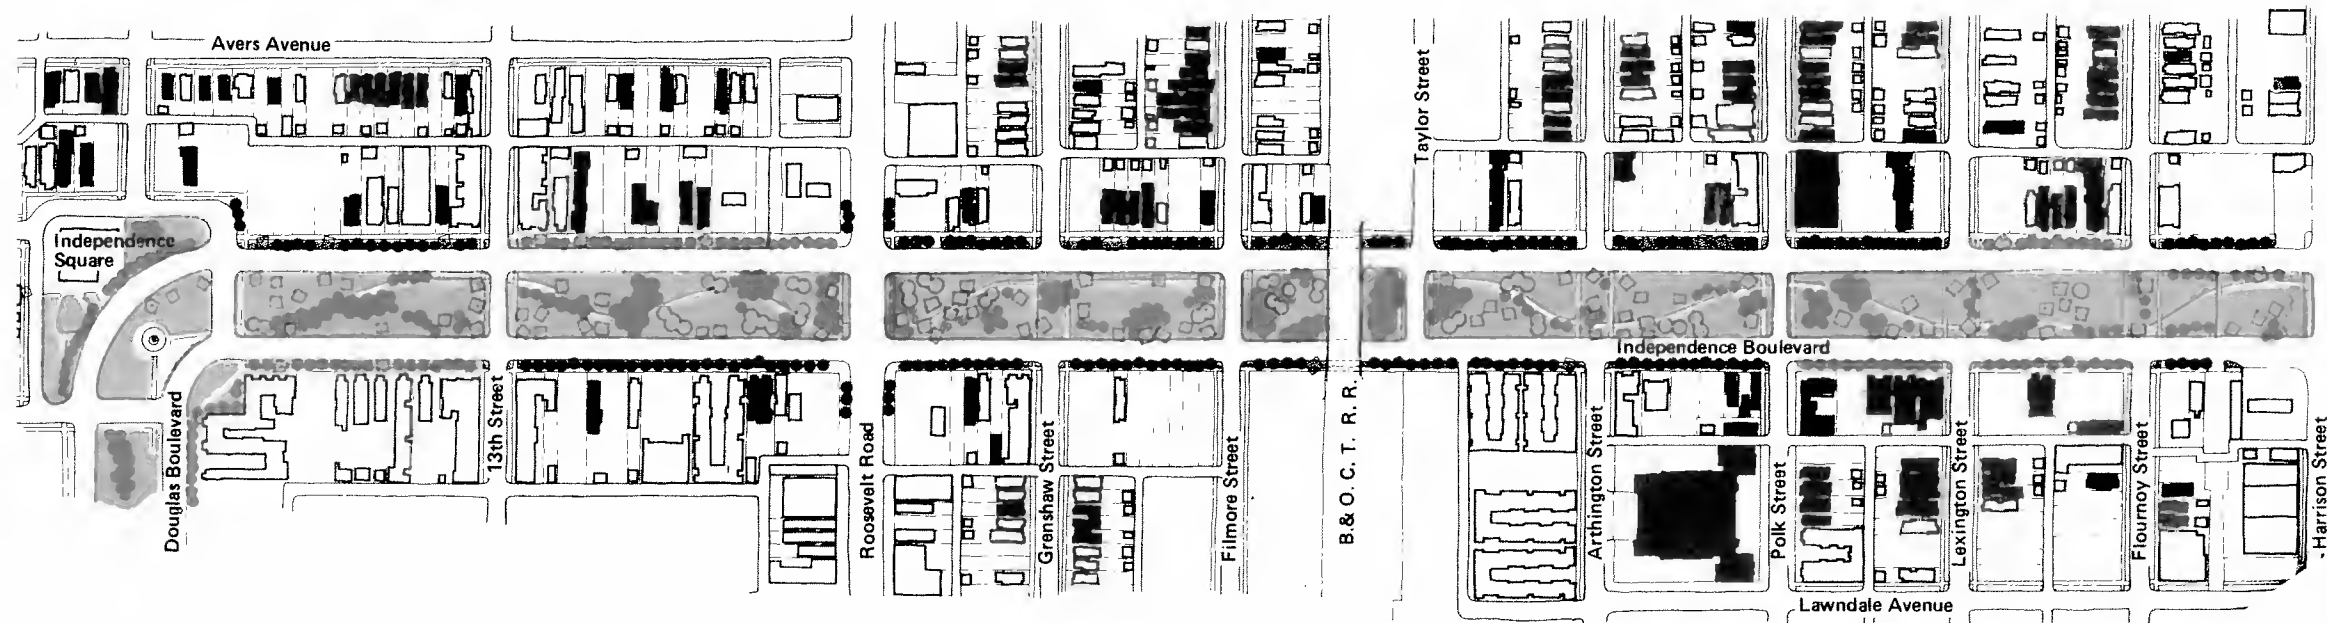 Avers Avenue
Independence
Square
Douglas Boulevard
13th Street
Roosevelt Road
Grenshaw Street
Filmore Street
B. & O. C. T. R. R.
Taylor Street
Independence Boulevard
Arthington Street
Polk Street
Lexington Street
Flournoy Street
Harrison Street
Lawndale Avenue